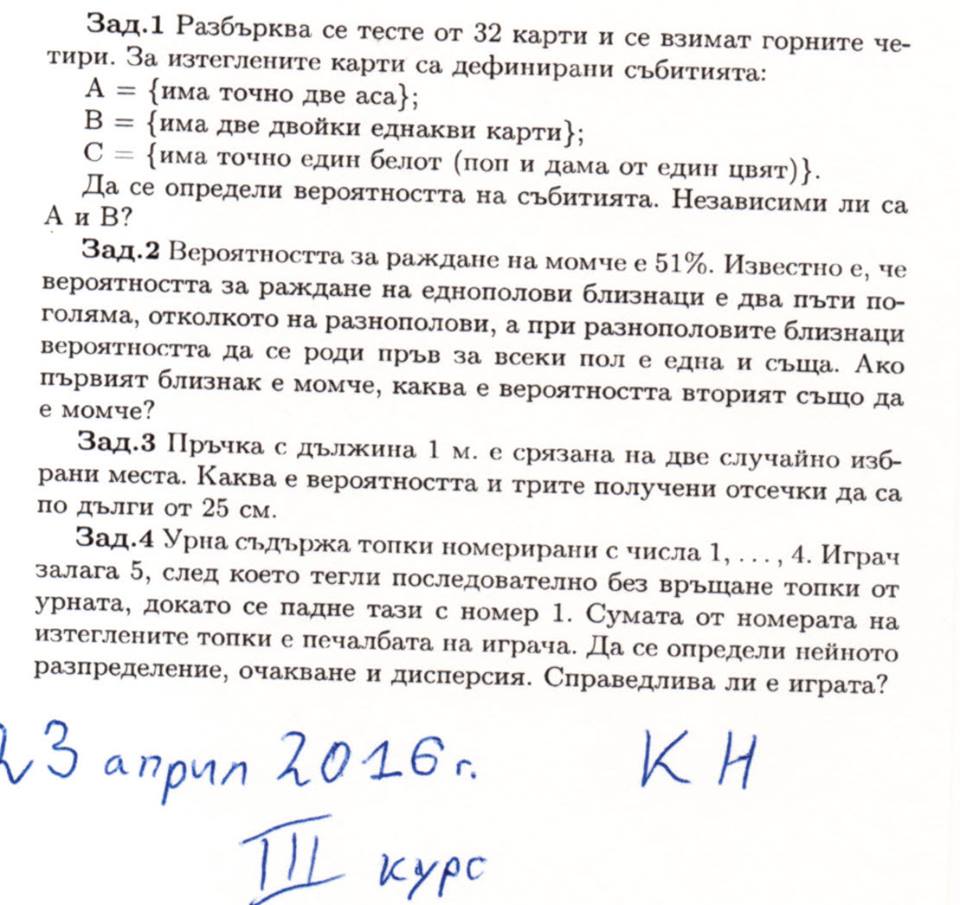 Зад.1 Разбърква се тесте от 32 карти и се взимат горните че-
тири. За изтеглените карти са дефинирани събитията:
A = {има точно две аса};
B = {има две двойки еднакви карти};
C = {има точно един белот (поп и дама от един цвят)}.
Да се определи вероятността на събитията. Независими ли са
A и B?
Зад.2 Вероятността за раждане на момче е 51%. Известно е, че
вероятността за раждане на еднополови близнаци е два пъти по-
голяма, отколкото на разнополови, а при разнополовите близнаци
вероятността да се роди пръв за всеки пол е една и съща. Ако
първият близнак е момче, каква е вероятността вторият също да
е момче?
Зад.3 Пръчка с дължина 1 м. е срязана на две случайно изб-
рани места. Каква е вероятността и трите получени отсечки да са
по дълги от 25 см.
Зад.4 Урна съдържа топки номерирани с числа 1, . . . , 4. Играч
залага 5, след което тегли последователно без връщане топки от
урната, докато се падне тази с номер 1. Сумата от номерата на
изтеглените топки е печалбата на играча. Да се определи нейното
разпределение, очакване и дисперсия. Справедлива ли е играта?
23 април 2016 г. КН
III курс